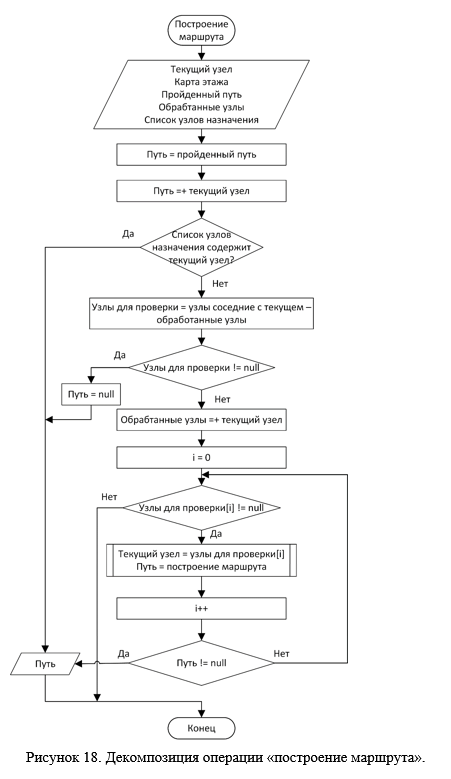 Построение
маршрута
Текущий узел
Карта этажа
Пройденный путь
Обрабтанные узлы
Список узлов назначения
Путь = пройденный путь
Путь =+ текущий узел
Да
Список узлов
назначения содержит
текущий узел?
Нет
Узлы для проверки = узлы соседние с текущем –
обработанные узлы
Да
Узлы для проверки != null
Путь = null
Нет
Обрабтанные узлы =+ текущий узел
i = 0
Нет
Узлы для проверки[i] != null
Да
Текущий узел = узлы для проверки[i]
Путь = построение маршрута
i++
Путь
Да
Путь != null
Нет
Конец
Рисунок 18. Декомпозиция операции «построение маршрута».